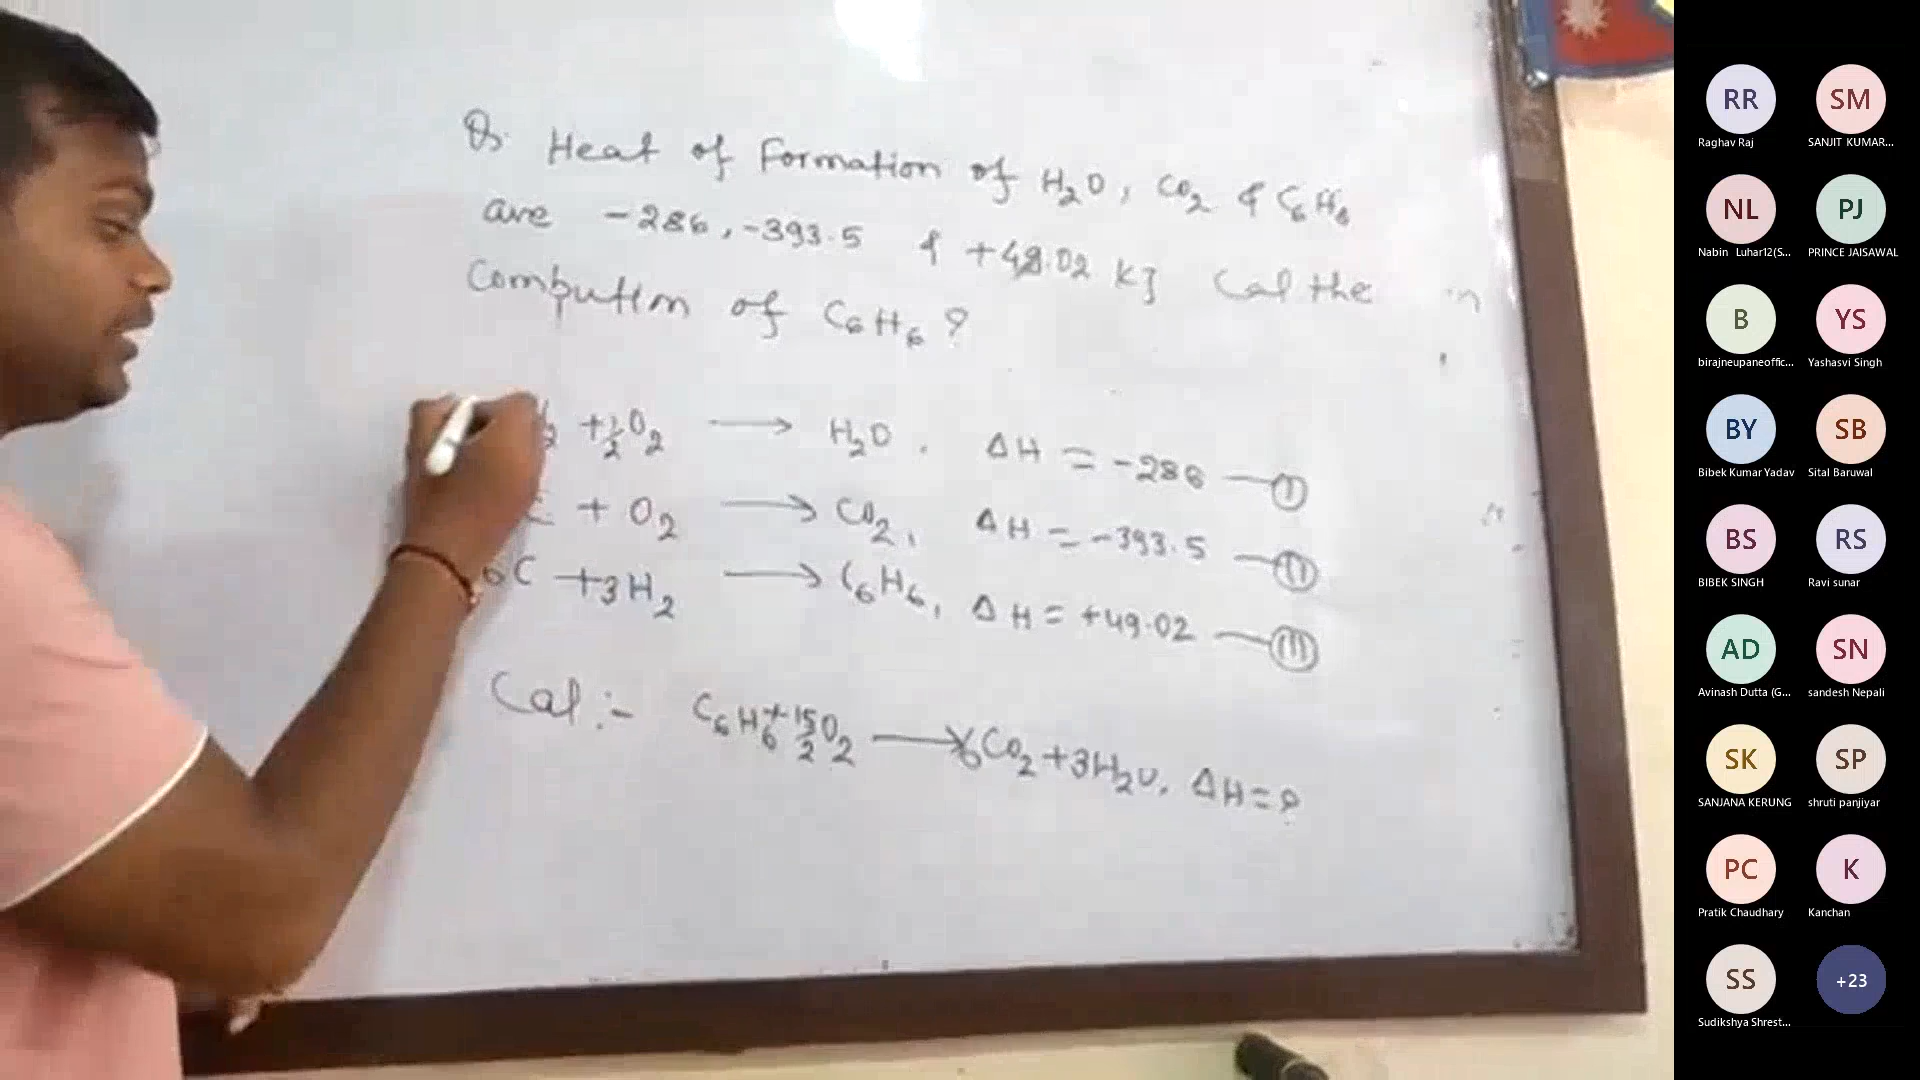 Q. Heat of Formation of H₂O, CO₂ & C₆H₆
are -286, -393.5 & +49.02 KJ Cal the in
Combustion of C₆H₆ ?
+ ½O₂ → H₂O, ΔH = -286 — (I)
C + O₂ → CO₂, ΔH = -393.5 — (II)
6C + 3H₂ → C₆H₆, ΔH = +49.02 — (III)
Cal :- C₆H₆ + 15/2 O₂ → 6CO₂ + 3H₂O, ΔH = ?
RR
Raghav Raj
SM
SANJIT KUMAR...
NL
Nabin Luhar12(S...
PJ
PRINCE JAISAWAL
B
birajneupaneoffic...
YS
Yashasvi Singh
BY
Bibek Kumar Yadav
SB
Sital Baruwal
BS
BIBEK SINGH
RS
Ravi sunar
AD
Avinash Dutta (G...
SN
sandesh Nepali
SK
SANJANA KERUNG
SP
shruti panjiyar
PC
Pratik Chaudhary
K
Kanchan
SS
Sudikshya Shrest...
+23